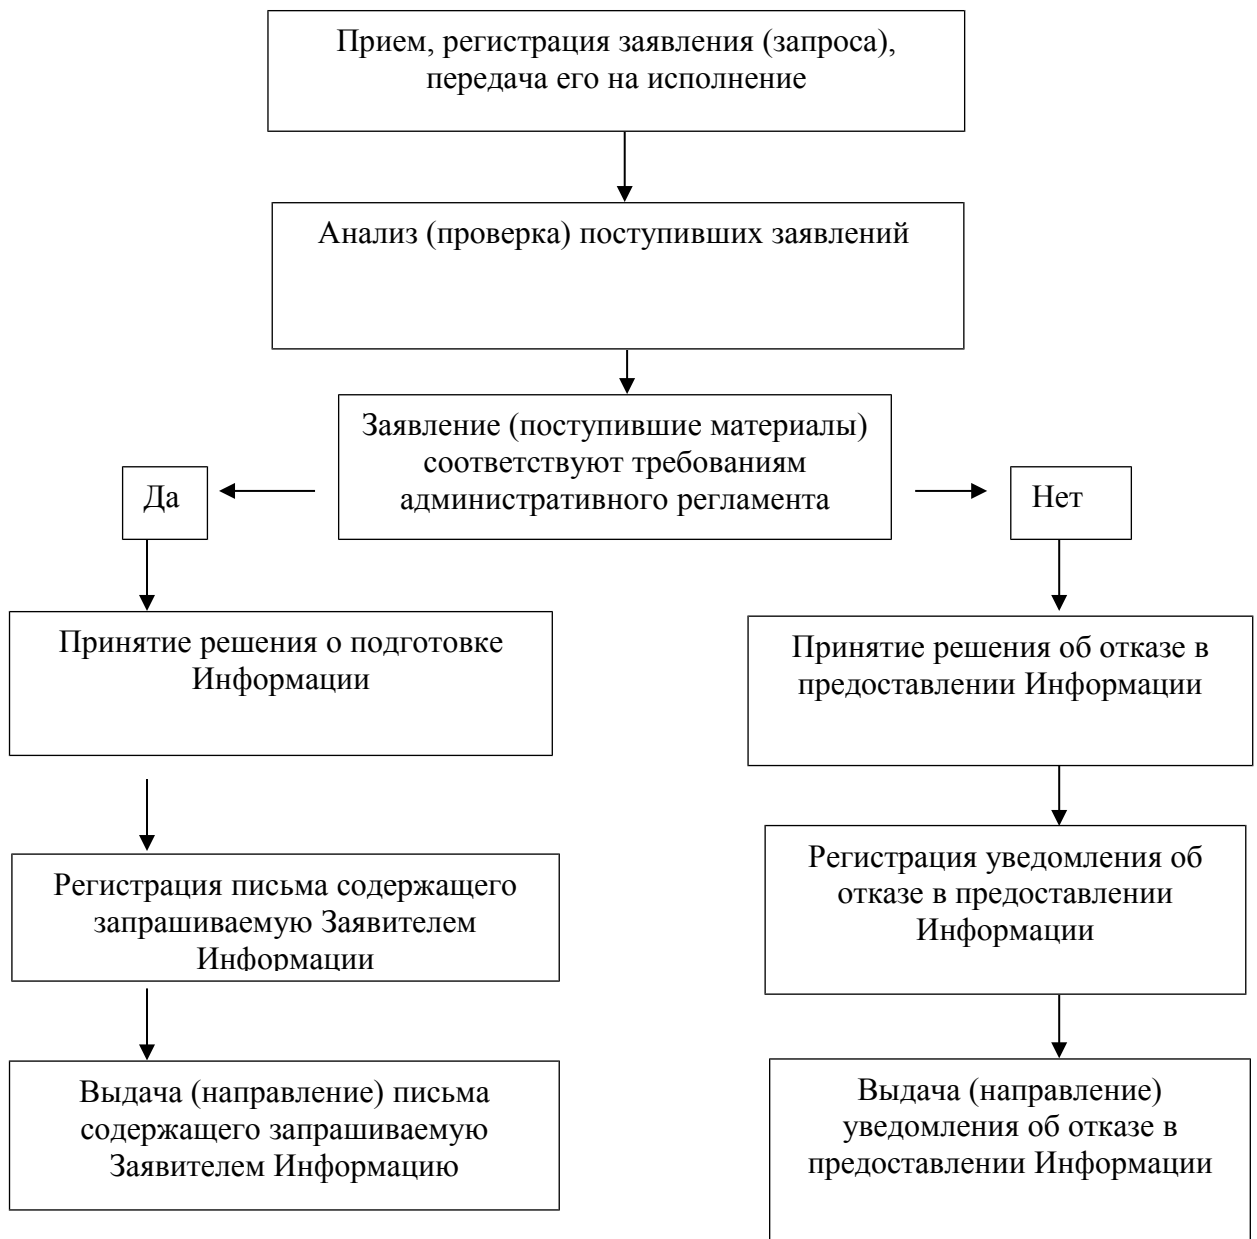 Прием, регистрация заявления (запроса),
передача его на исполнение
Анализ (проверка) поступивших заявлений
Заявление (поступившие материалы)
соответствуют требованиям
административного регламента
Да
Нет
Принятие решения о подготовке
Информации
Принятие решения об отказе в
предоставлении Информации
Регистрация письма содержащего
запрашиваемую Заявителем
Информации
Регистрация уведомления об
отказе в предоставлении
Информации
Выдача (направление) письма
содержащего запрашиваемую
Заявителем Информацию
Выдача (направление)
уведомления об отказе в
предоставлении Информации